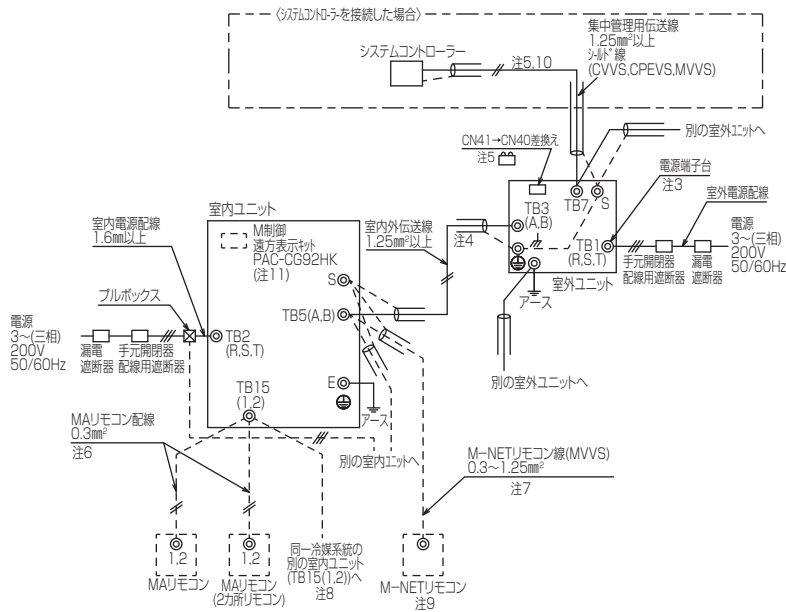 〈システムコントローラーを接続した場合〉
システムコントローラー
注5,10
集中管理用伝送線
1.25mm²以上
シールド線
(CVVS,CPEVS,MVVS)
別の室外ユニットへ
CN41→CN40差換え
注5
電源端子台
注3
室外電源配線
TB3
(A,B)
TB7
S
TB1
(R,S,T)
室外ユニット
アース
手元開閉器
配線用遮断器
漏電
遮断器
電源
3~(三相)
200V
50/60Hz
別の室外ユニットへ
室内外伝送線
1.25mm²以上
注4
室内ユニット
M制御
遠方表示キット
PAC-CG92HK
(注11)
S
TB5(A,B)
TB2
(R,S,T)
E
アース
TB15
(1,2)
室内電源配線
1.6mm以上
プルボックス
電源
3~(三相)
200V
50/60Hz
漏電
遮断器
手元開閉器
配線用遮断器
MAリモコン配線
0.3mm²
注6
別の室内ユニットへ
M-NETリモコン線(MVVS)
0.3~1.25mm²
注7
1,2
MAリモコン
1,2
MAリモコン
(2カ所リモコン)
同一冷媒系統の
別の室内ユニット
(TB15(1,2))へ
注8
M-NETリモコン
注9